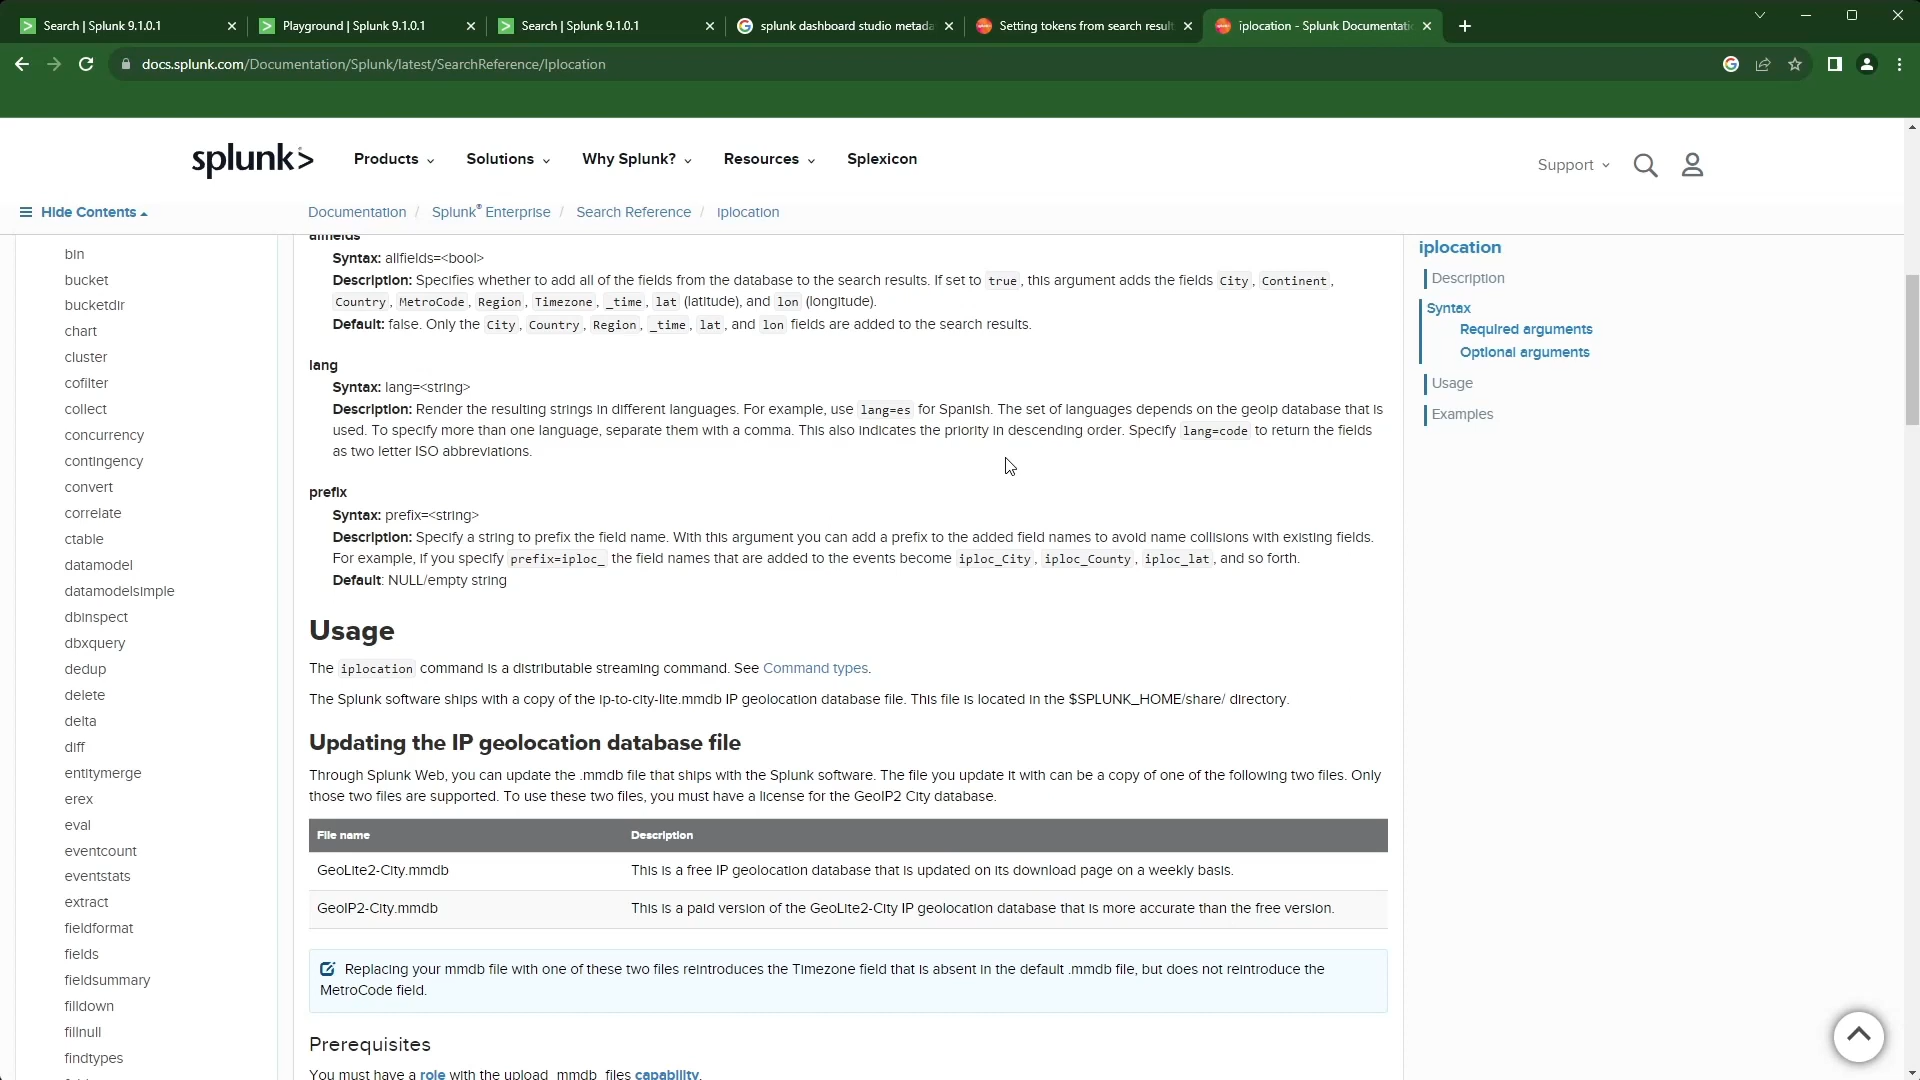 Search | Splunk 9.1.0.1
Playground | Splunk 9.1.0.1
Search | Splunk 9.1.0.1
splunk dashboard studio metada
Setting tokens from search result
iplocation - Splunk Documentatio
docs.splunk.com/Documentation/Splunk/latest/SearchReference/Iplocation
splunk> Products Solutions Why Splunk? Resources Splexicon
Support
Hide Contents
Documentation / Splunk® Enterprise / Search Reference / iplocation
bin
bucket
bucketdir
chart
cluster
cofilter
collect
concurrency
contingency
convert
correlate
ctable
datamodel
datamodelsimple
dbinspect
dbxquery
dedup
delete
delta
diff
entitymerge
erex
eval
eventcount
eventstats
extract
fieldformat
fields
fieldsummary
filldown
fillnull
findtypes
allfields
Syntax: allfields=<bool>
Description: Specifies whether to add all of the fields from the database to the search results. If set to true, this argument adds the fields City, Continent,
Country, MetroCode, Region, Timezone, _time, lat (latitude), and lon (longitude).
Default: false. Only the City, Country, Region, _time, lat, and lon fields are added to the search results.
lang
Syntax: lang=<string>
Description: Render the resulting strings in different languages. For example, use lang=es for Spanish. The set of languages depends on the geoip database that is
used. To specify more than one language, separate them with a comma. This also indicates the priority in descending order. Specify lang=code to return the fields
as two letter ISO abbreviations.
prefix
Syntax: prefix=<string>
Description: Specify a string to prefix the field name. With this argument you can add a prefix to the added field names to avoid name collisions with existing fields.
For example, if you specify prefix=iploc_ the field names that are added to the events become iploc_City, iploc_County, iploc_lat, and so forth.
Default: NULL/empty string
Usage
The iplocation command is a distributable streaming command. See Command types.
The Splunk software ships with a copy of the ip-to-city-lite.mmdb IP geolocation database file. This file is located in the $SPLUNK_HOME/share/ directory.
Updating the IP geolocation database file
Through Splunk Web, you can update the .mmdb file that ships with the Splunk software. The file you update it with can be a copy of one of the following two files. Only
those two files are supported. To use these two files, you must have a license for the GeoIP2 City database.
File name Description
GeoLite2-City.mmdb This is a free IP geolocation database that is updated on its download page on a weekly basis.
GeoIP2-City.mmdb This is a paid version of the GeoLite2-City IP geolocation database that is more accurate than the free version.
Replacing your mmdb file with one of these two files reintroduces the Timezone field that is absent in the default .mmdb file, but does not reintroduce the
MetroCode field.
Prerequisites
You must have a role with the upload_mmdb_files capability.
iplocation
Description
Syntax
Required arguments
Optional arguments
Usage
Examples